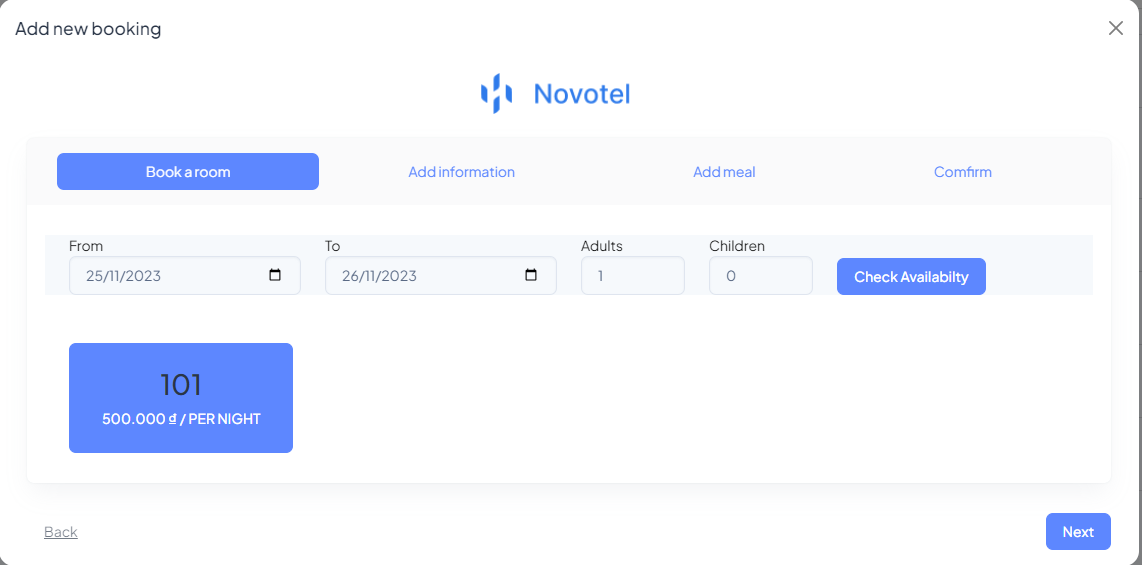 Add new booking
Novotel
Book a room Add information Add meal Comfirm
From To Adults Children
25/11/2023 26/11/2023 1 0 Check Availabilty
101
500.000 ₫ / PER NIGHT
Back Next